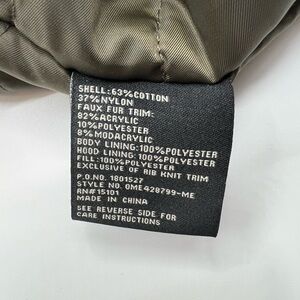 SHELL:63%COTTON
37%NYLON
FAUX FUR TRIM:
82%ACRYLIC
10%POLYESTER
8%MODACRYLIC
BODY LINING:100%POLYESTER
HOOD LINING:100%POLYESTER
FILL:100%POLYESTER
EXCLUSIVE OF RIB KNIT TRIM
P.O.NO. 1801527
STYLE NO. OME428799-ME
RN#15101
MADE IN CHINA
SEE REVERSE SIDE FOR
CARE INSTRUCTIONS